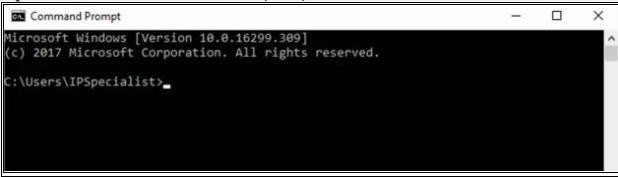 Command Prompt
Microsoft Windows [Version 10.0.16299.309]
(c) 2017 Microsoft Corporation. All rights reserved.
C:\Users\IPSpecialist>